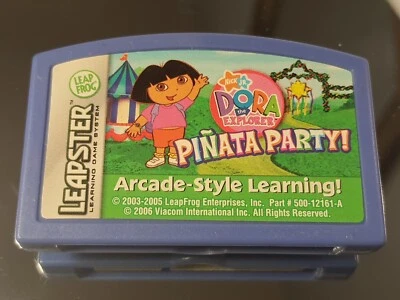 LEAP
FROG
LEAPSTER
LEARNING GAME SYSTEM
NICK JR
DORA
the
EXPLORER
PIÑATA PARTY!
Arcade-Style Learning!
© 2003-2005 LeapFrog Enterprises, Inc. Part # 500-12161-A
© 2006 Viacom International Inc. All Rights Reserved.